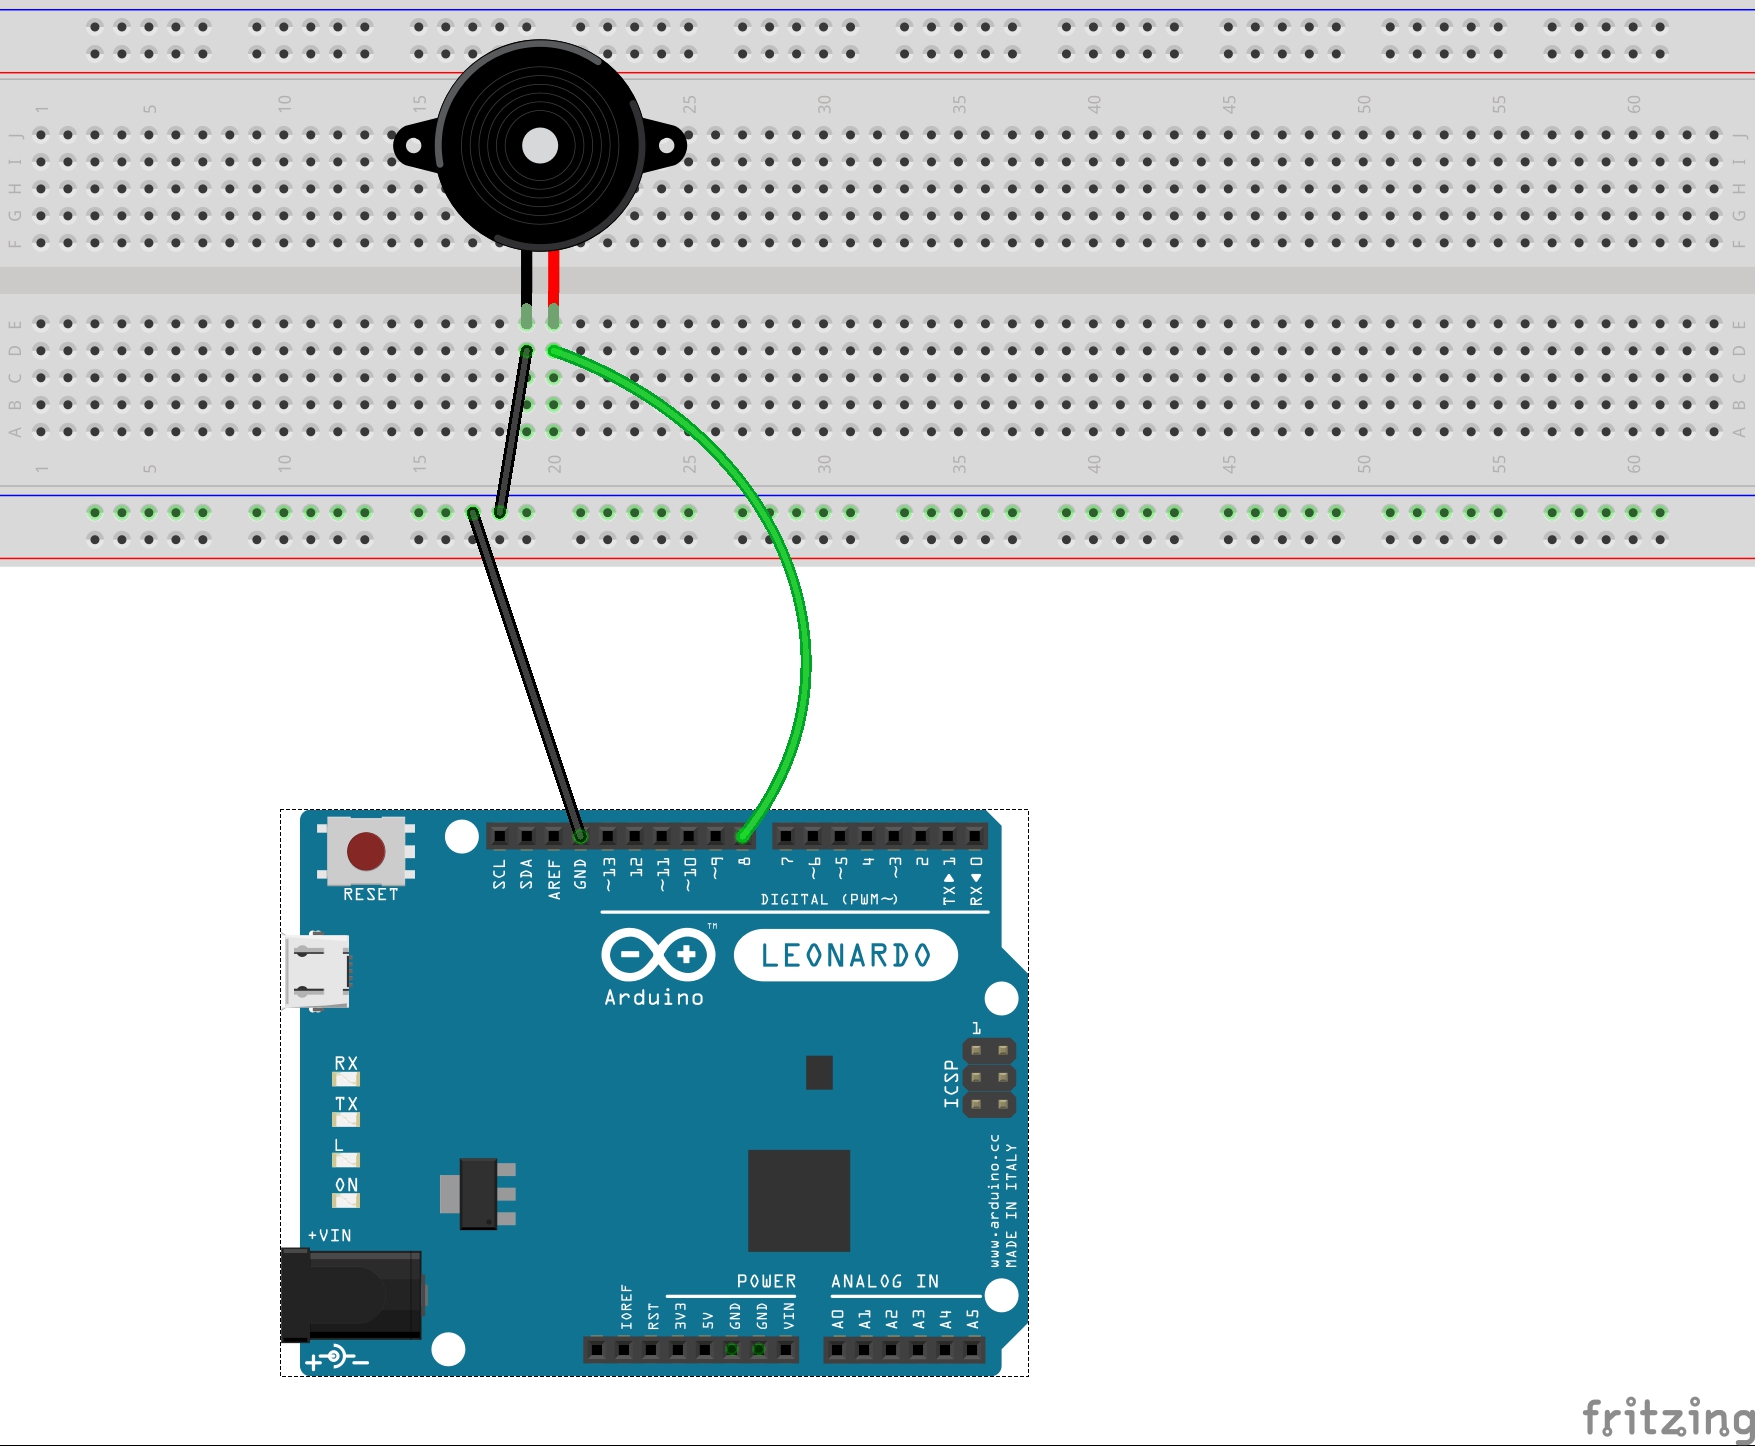 1 5 10 15 25 30 35 40 45 50 55 60
J J
I I
H H
G G
F F
E E
D D
C C
B B
A A
1 5 10 15 20 25 30 35 40 45 50 55 60
SCL SDA AREF GND ~13 12 ~11 ~10 ~9 8 7 ~6 ~5 4 ~3 2 TX▶1 RX◀0
RESET
DIGITAL (PWM~)
TM
LEONARDO
Arduino
1
ICSP
RX
TX
L
ON
+VIN
www.arduino.cc
MADE IN ITALY
POWER ANALOG IN
IOREF RST 3V3 5V GND GND VIN A0 A1 A2 A3 A4 A5
fritzing